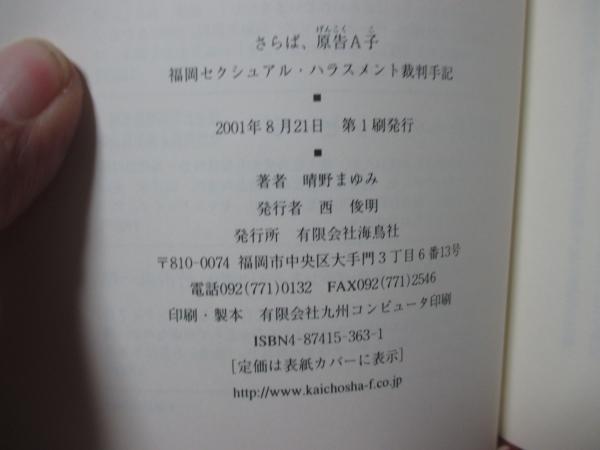 さらば、原告A子
福岡セクシュアル・ハラスメント裁判手記
■
2001年8月21日　第1刷発行
■
著者　晴野まゆみ
発行者　西　俊明
発行所　有限会社海鳥社
〒810-0074 福岡市中央区大手門3丁目6番13号
電話092(771)0132　FAX092(771)2546
印刷・製本　有限会社九州コンピュータ印刷
ISBN4-87415-363-1
[定価は表紙カバーに表示]
http://www.kaichosha-f.co.jp